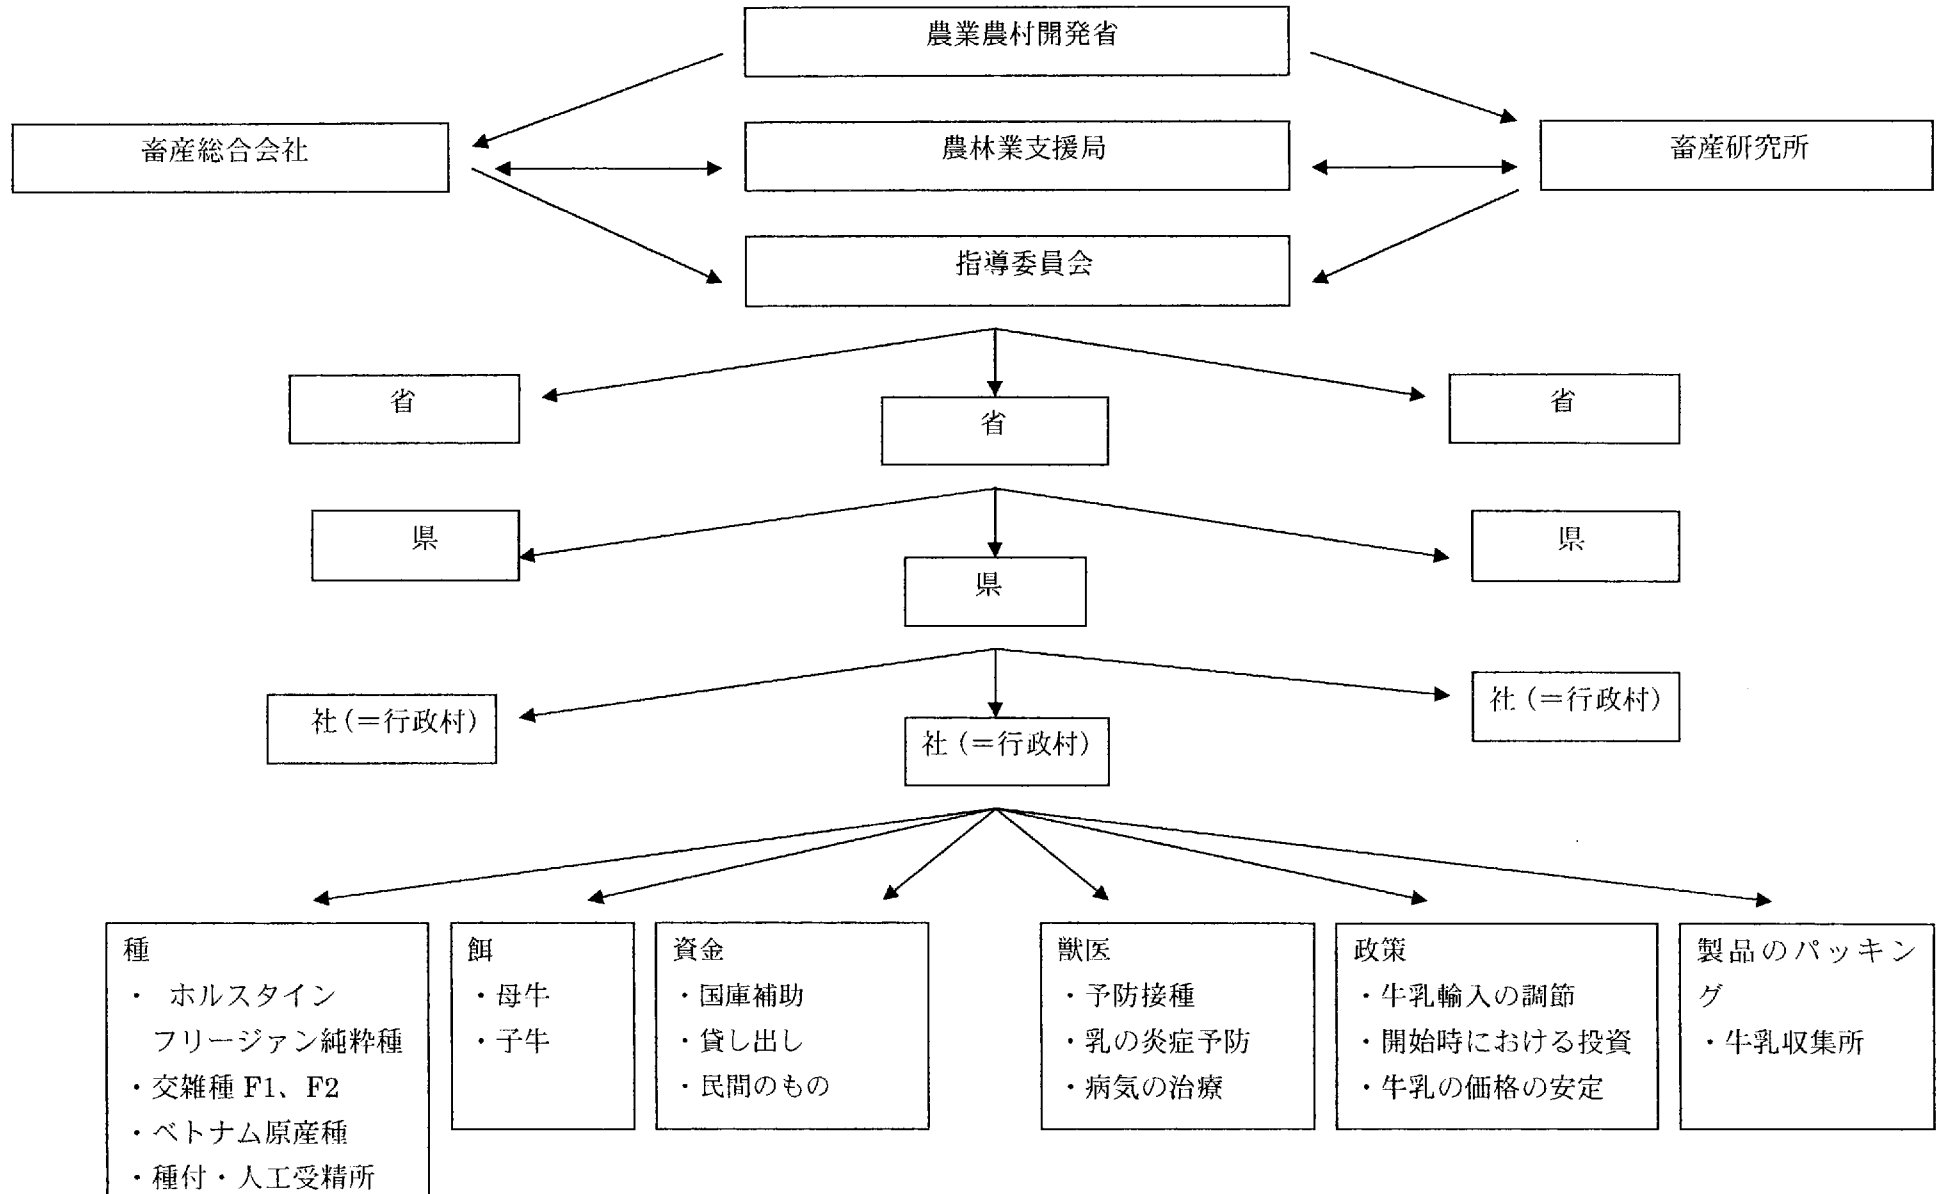 農業農村開発省
畜産総合会社
農林業支援局
畜産研究所
指導委員会
省
省
省
県
県
県
社(=行政村)
社(=行政村)
社(=行政村)
種
・ ホルスタイン
フリージァン純粋種
・交雑種 F1、F2
・ベトナム原産種
・種付・人工受精所
餌
・母牛
・子牛
資金
・国庫補助
・貸し出し
・民間のもの
獣医
・予防接種
・乳の炎症予防
・病気の治療
政策
・牛乳輸入の調節
・開始時における投資
・牛乳の価格の安定
製品のパッキン
グ
・牛乳収集所